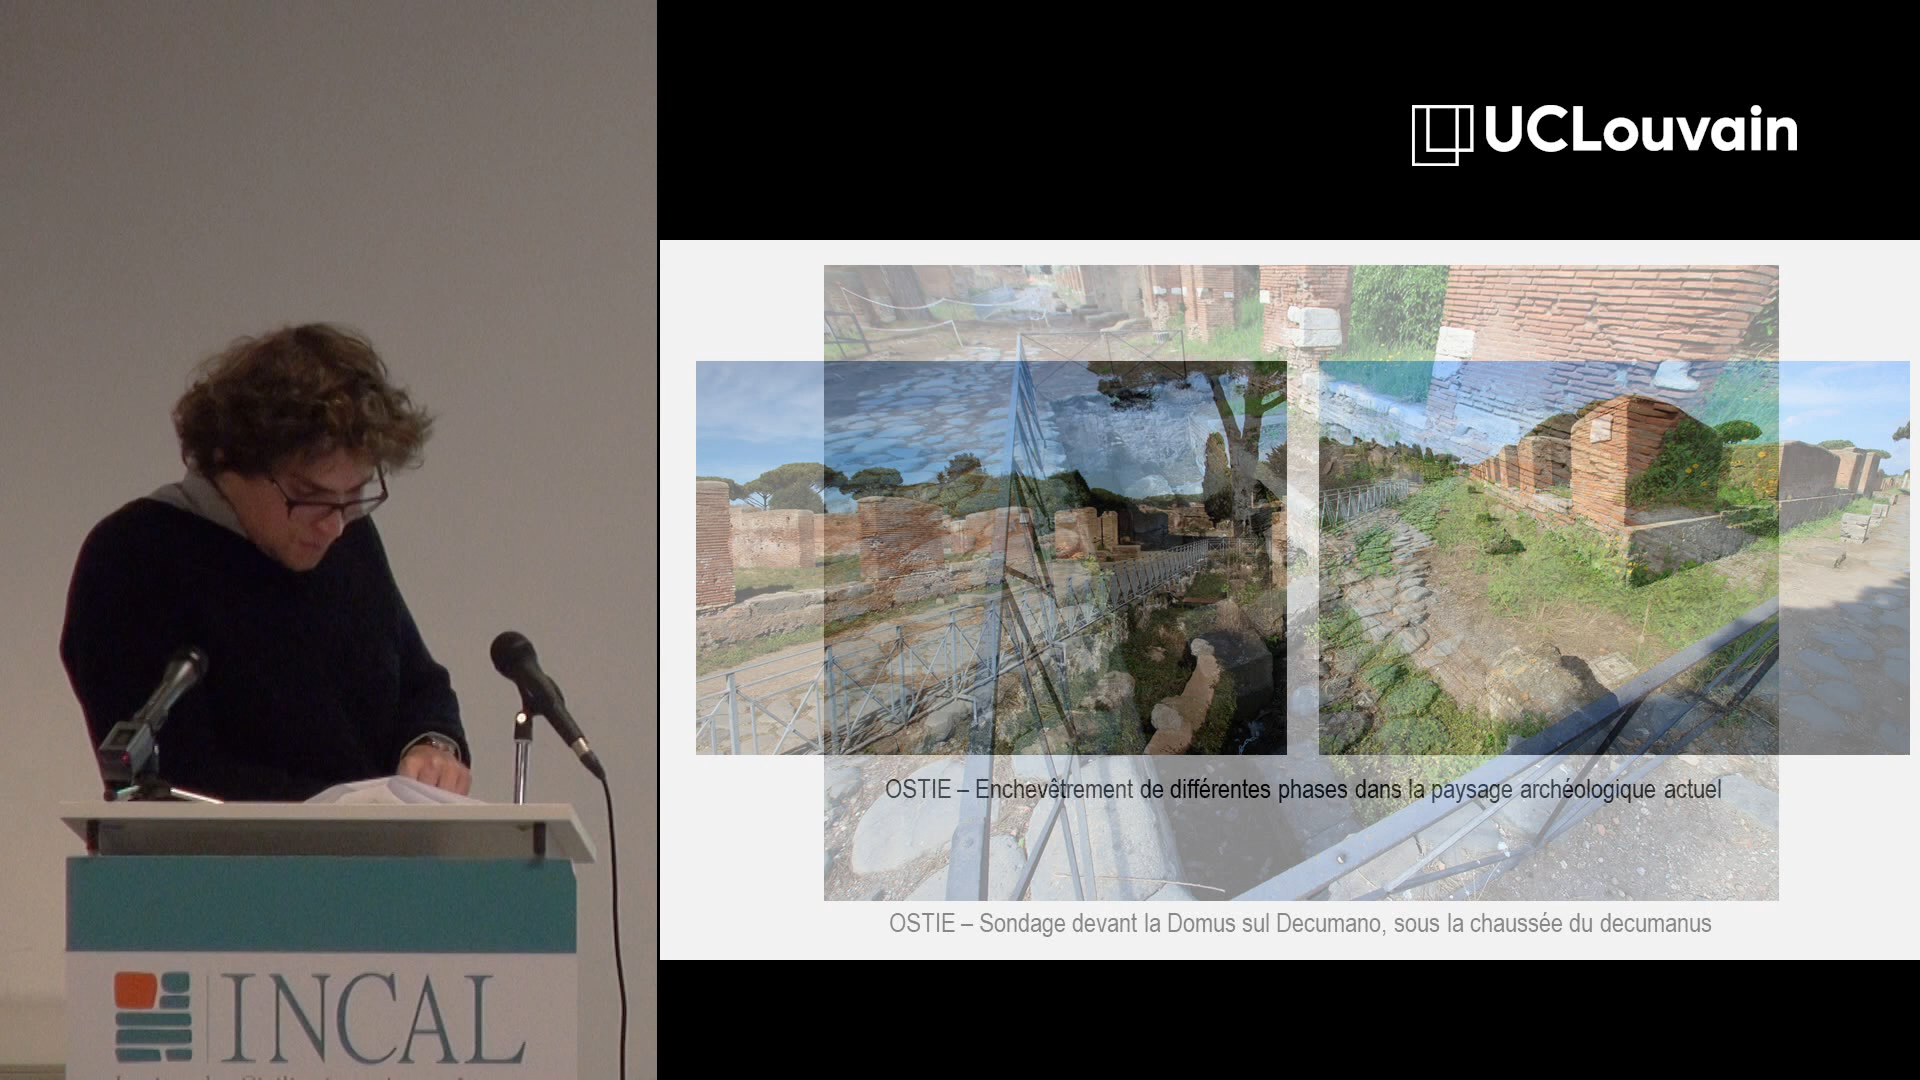 UCLouvain
OSTIE – Enchevêtrement de différentes phases dans la paysage archéologique actuel
OSTIE – Sondage devant la Domus sul Decumano, sous la chaussée du decumanus
INCAL